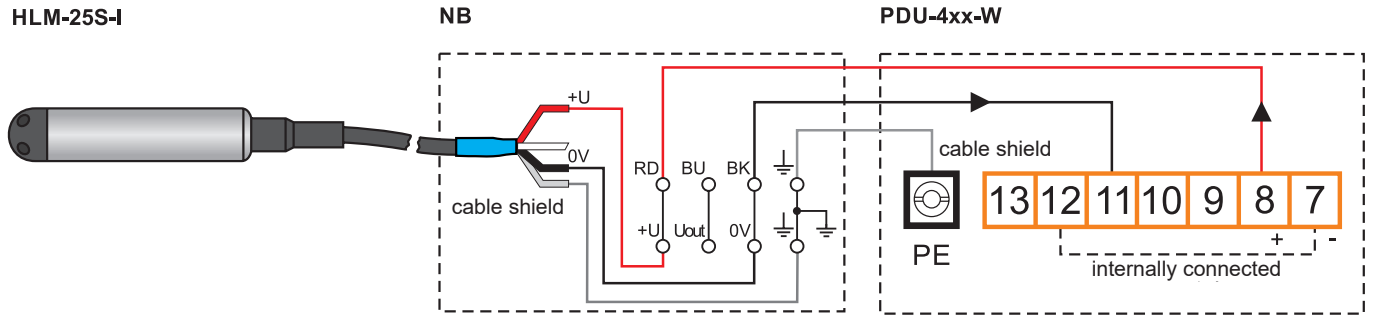 HLM-25S-I
NB
PDU-4xx-W
+U
0V
cable shield
RD BU BK
+U Uout 0V
cable shield
PE
13 12 11 10 9 8 7
+ -
internally connected